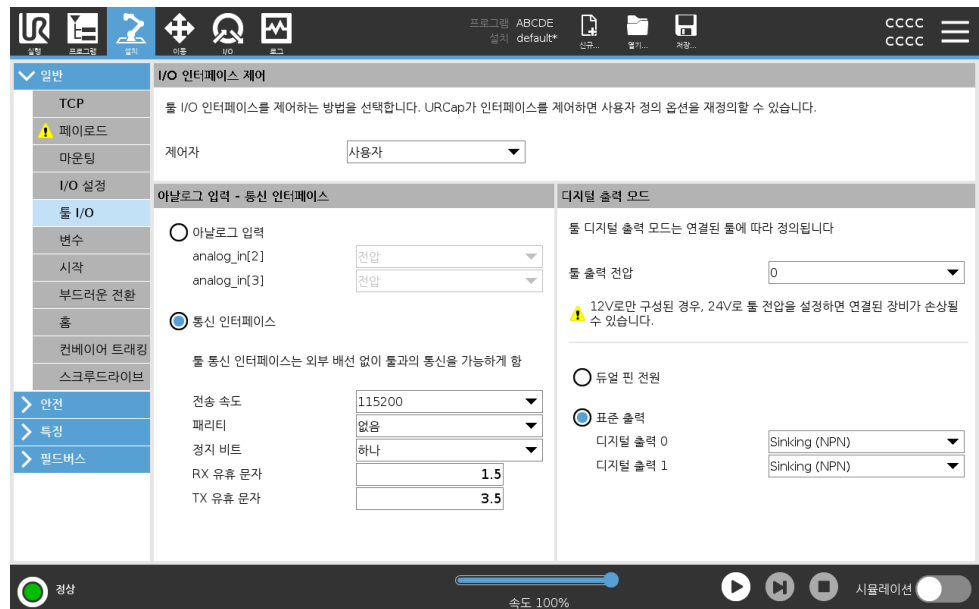 프로그램 ABCDE
설치 default*
실행 프로그램 설치 이동 I/O 로그 신규... 열기... 저장...
cccc
cccc
일반
TCP
페이로드
마운팅
I/O 설정
툴 I/O
변수
시작
부드러운 전환
홈
컨베이어 트래킹
스크루드라이브
안전
특징
필드버스
I/O 인터페이스 제어
툴 I/O 인터페이스를 제어하는 방법을 선택합니다. URCap가 인터페이스를 제어하면 사용자 정의 옵션을 재정의할 수 있습니다.
제어자 사용자
아날로그 입력 - 통신 인터페이스
아날로그 입력
analog_in[2] 전압
analog_in[3] 전압
통신 인터페이스
툴 통신 인터페이스는 외부 배선 없이 툴과의 통신을 가능하게 함
전송 속도 115200
패리티 없음
정지 비트 하나
RX 유휴 문자 1.5
TX 유휴 문자 3.5
디지털 출력 모드
툴 디지털 출력 모드는 연결된 툴에 따라 정의됩니다
툴 출력 전압 0
12V로만 구성된 경우, 24V로 툴 전압을 설정하면 연결된 장비가 손상될
수 있습니다.
듀얼 핀 전원
표준 출력
디지털 출력 0 Sinking (NPN)
디지털 출력 1 Sinking (NPN)
정상
속도 100%
시뮬레이션